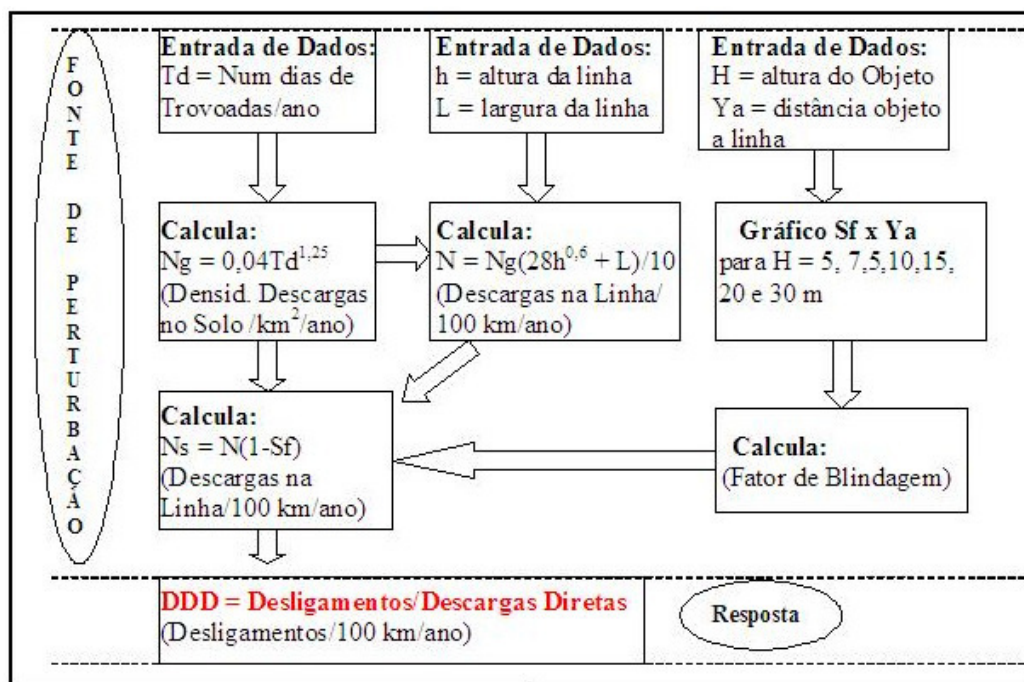 FONTE DE PERTURBAÇÃO
Entrada de Dados:
Td = Num dias de
Trovoadas/ano
Entrada de Dados:
h = altura da linha
L = largura da linha
Entrada de Dados:
H = altura do Objeto
Ya = distância objeto
a linha
Calcula:
Ng = 0,04Td^1,25
(Densid. Descargas
no Solo /km²/ano)
Calcula:
N = Ng(28h^0,6 + L)/10
(Descargas na Linha/
100 km/ano)
Gráfico Sf x Ya
para H = 5, 7,5,10,15,
20 e 30 m
Calcula:
Ns = N(1-Sf)
(Descargas na
Linha/100 km/ano)
Calcula:
(Fator de Blindagem)
DDD = Desligamentos/Descargas Diretas
(Desligamentos/100 km/ano)
Resposta